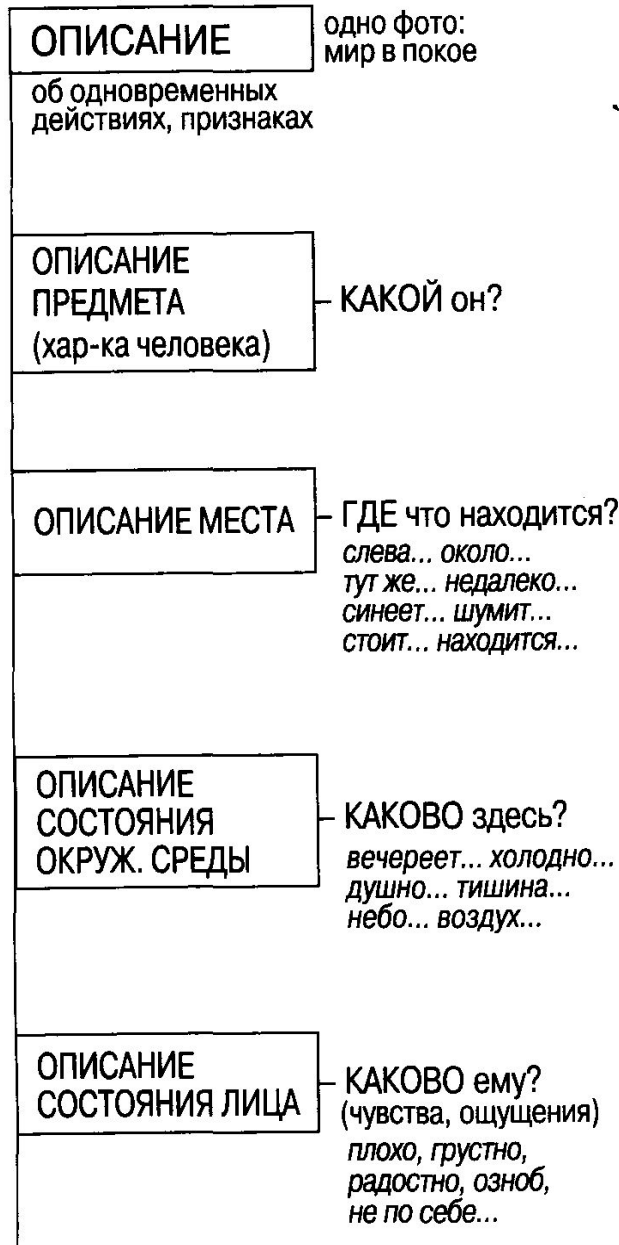 ОПИСАНИЕ
одно фото:
мир в покое
об одновременных
действиях, признаках
ОПИСАНИЕ
ПРЕДМЕТА
(хар-ка человека)
КАКОЙ он?
ОПИСАНИЕ МЕСТА
ГДЕ что находится?
слева... около...
тут же... недалеко...
синеет... шумит...
стоит... находится...
ОПИСАНИЕ
СОСТОЯНИЯ
ОКРУЖ. СРЕДЫ
КАКОВО здесь?
вечереет... холодно...
душно... тишина...
небо... воздух...
ОПИСАНИЕ
СОСТОЯНИЯ ЛИЦА
КАКОВО ему?
(чувства, ощущения)
плохо, грустно,
радостно, озноб,
не по себе...